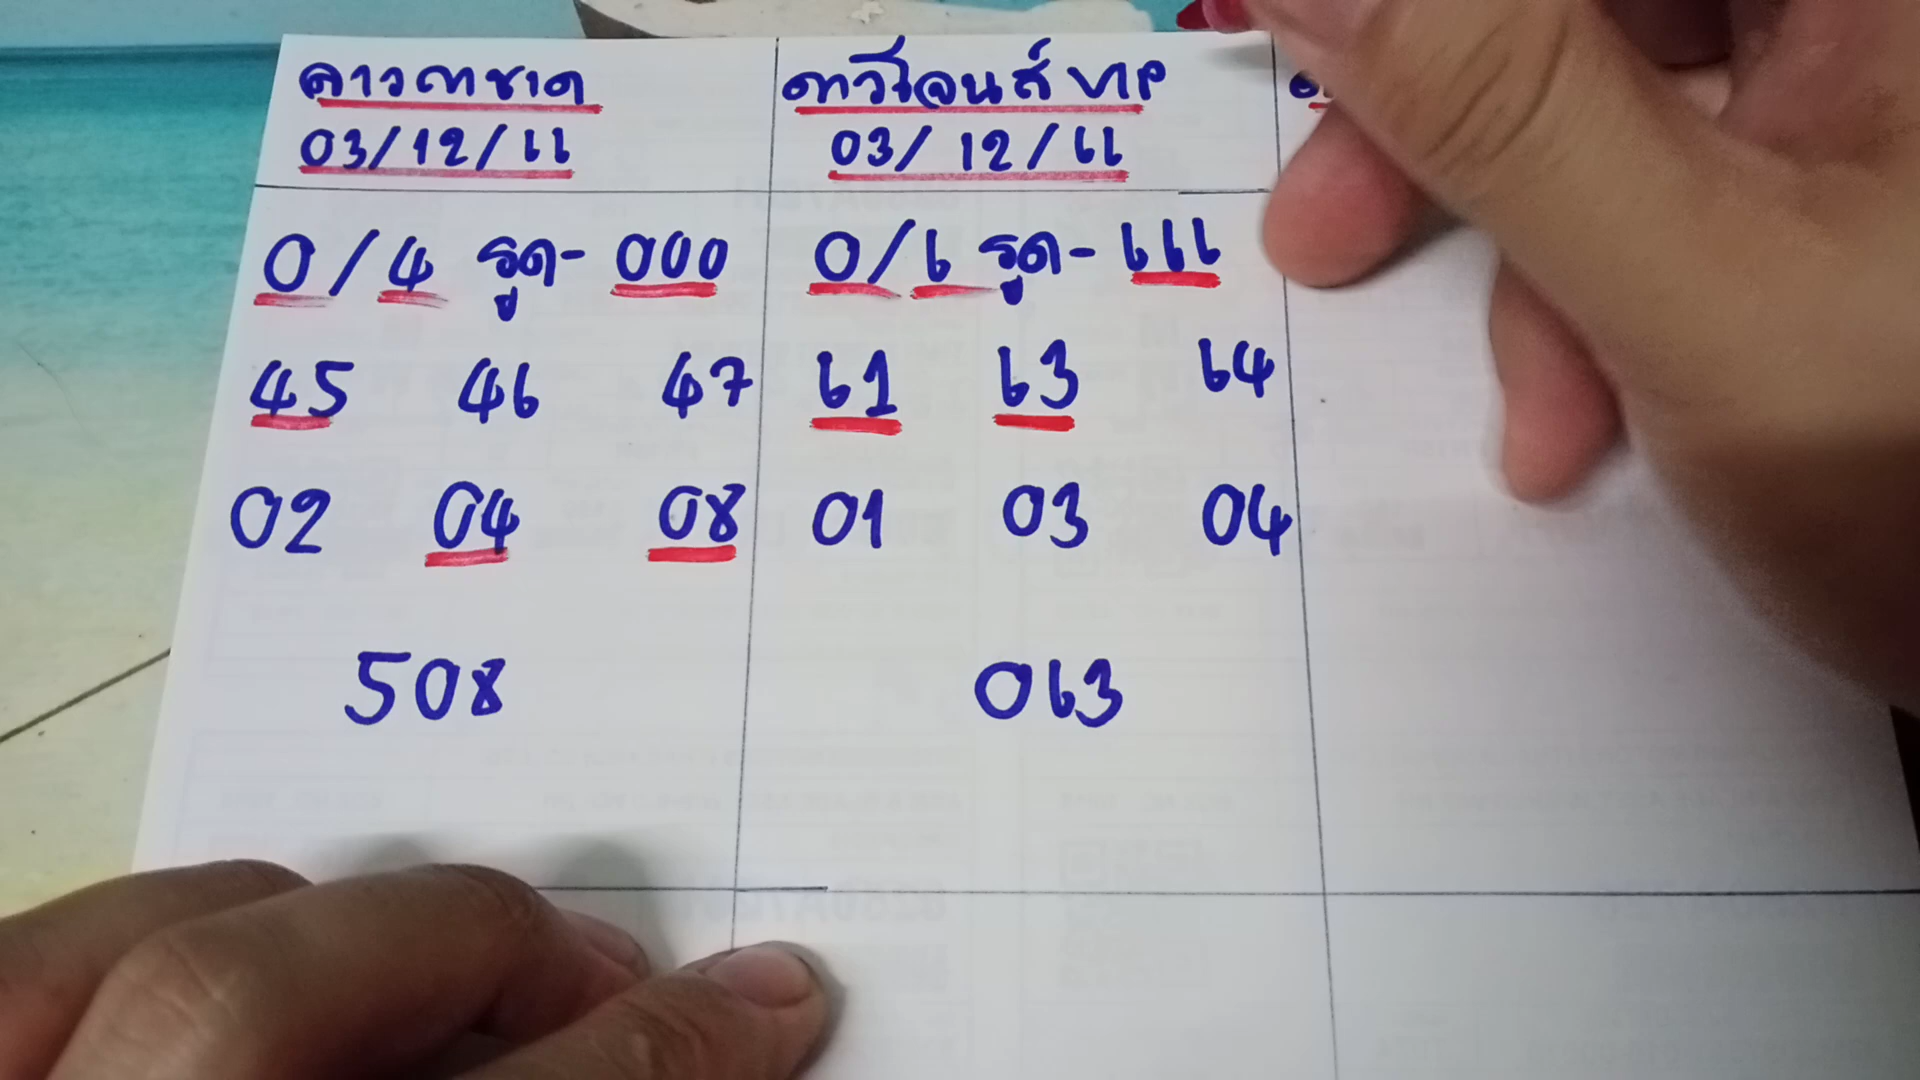 ดาวกาชาด
03/12/66
0/4 รูด- 000
45 46 47
02 04 08
508
ดาวโจนส์ VIP
03/12/66
0/6 รูด- 666
61 63 64
01 03 04
063